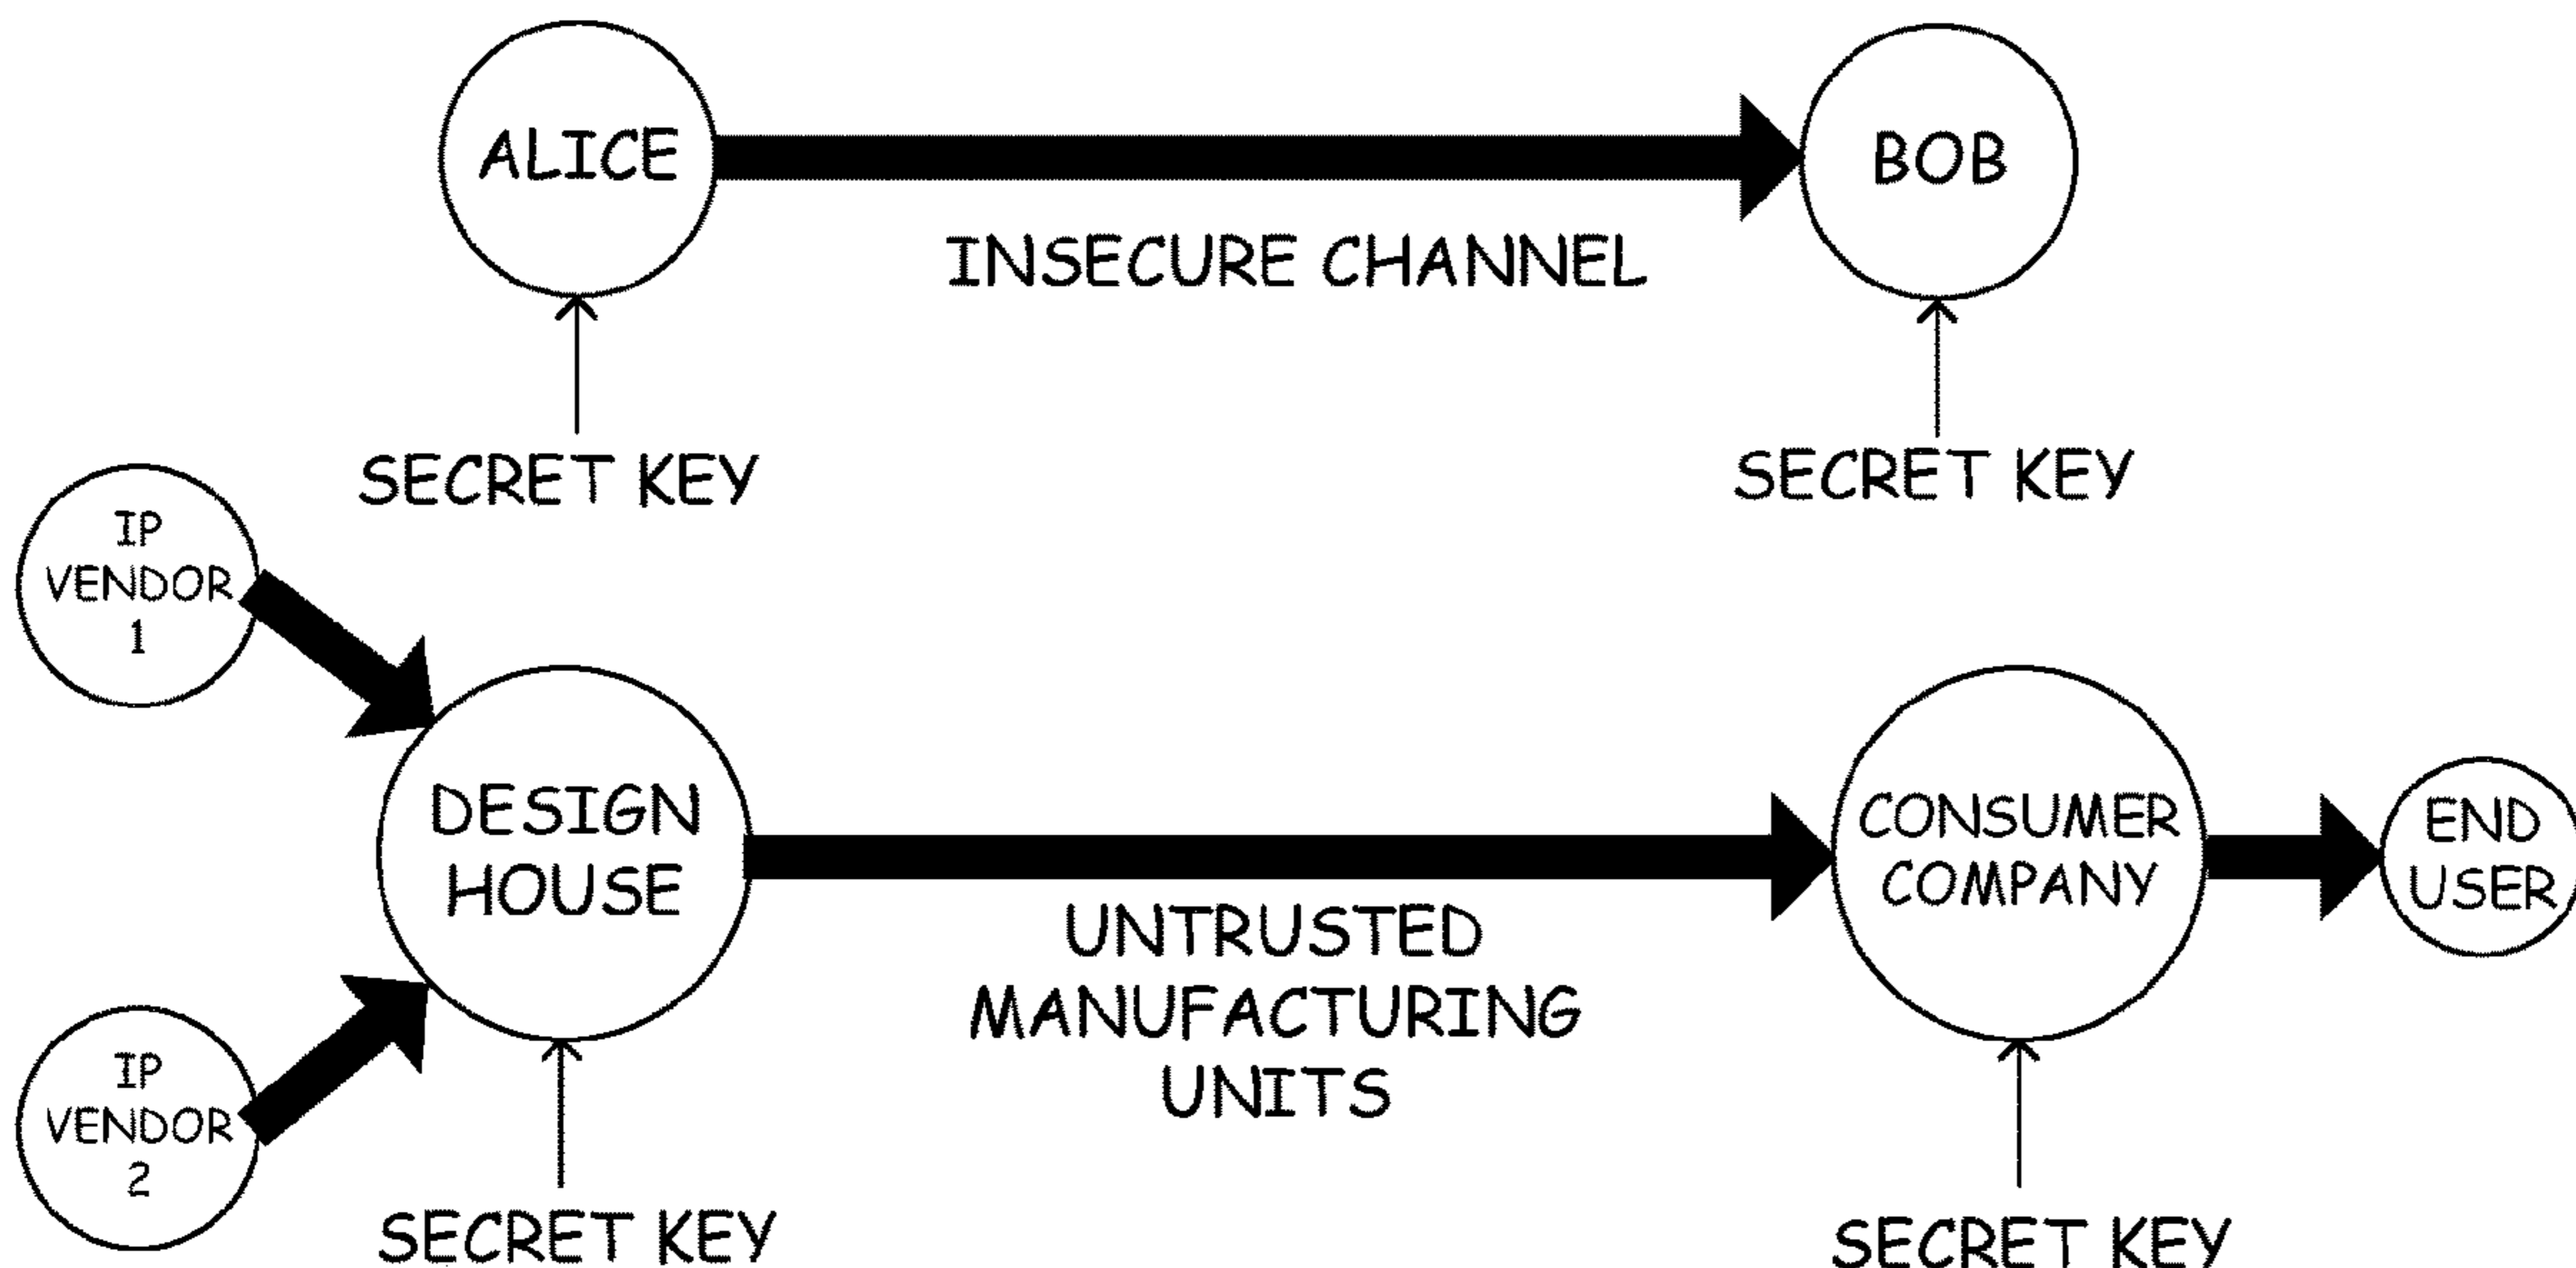 ALICE
BOB
INSECURE CHANNEL
SECRET KEY
SECRET KEY
IP
VENDOR
1
DESIGN
HOUSE
CONSUMER
COMPANY
END
USER
UNTRUSTED
MANUFACTURING
UNITS
IP
VENDOR
2
SECRET KEY
SECRET KEY